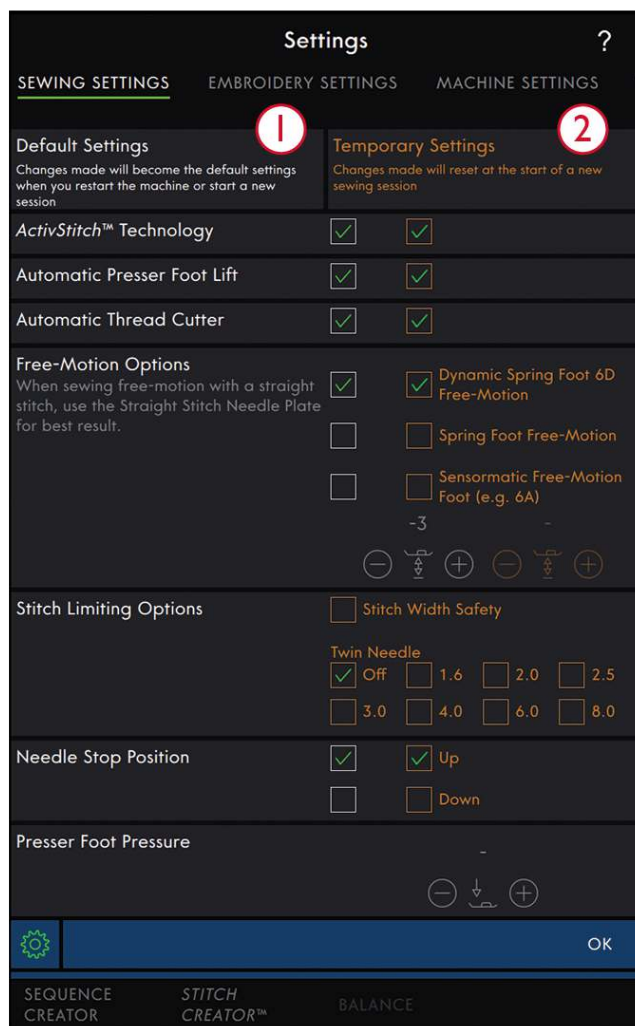 Settings
?
SEWING SETTINGS EMBROIDERY SETTINGS MACHINE SETTINGS
1 2
Default Settings
Changes made will become the default settings
when you restart the machine or start a new
session
Temporary Settings
Changes made will reset at the start of a new
sewing session
ActivStitch™ Technology
Automatic Presser Foot Lift
Automatic Thread Cutter
Free-Motion Options
When sewing free-motion with a straight
stitch, use the Straight Stitch Needle Plate
for best result.
Dynamic Spring Foot 6D
Free-Motion
Spring Foot Free-Motion
Sensormatic Free-Motion
Foot (e.g. 6A)
-3 -
Stitch Limiting Options
Stitch Width Safety
Twin Needle
Off 1.6 2.0 2.5
3.0 4.0 6.0 8.0
Needle Stop Position
Up
Down
Presser Foot Pressure
-
OK
SEQUENCE
CREATOR
STITCH
CREATOR™
BALANCE